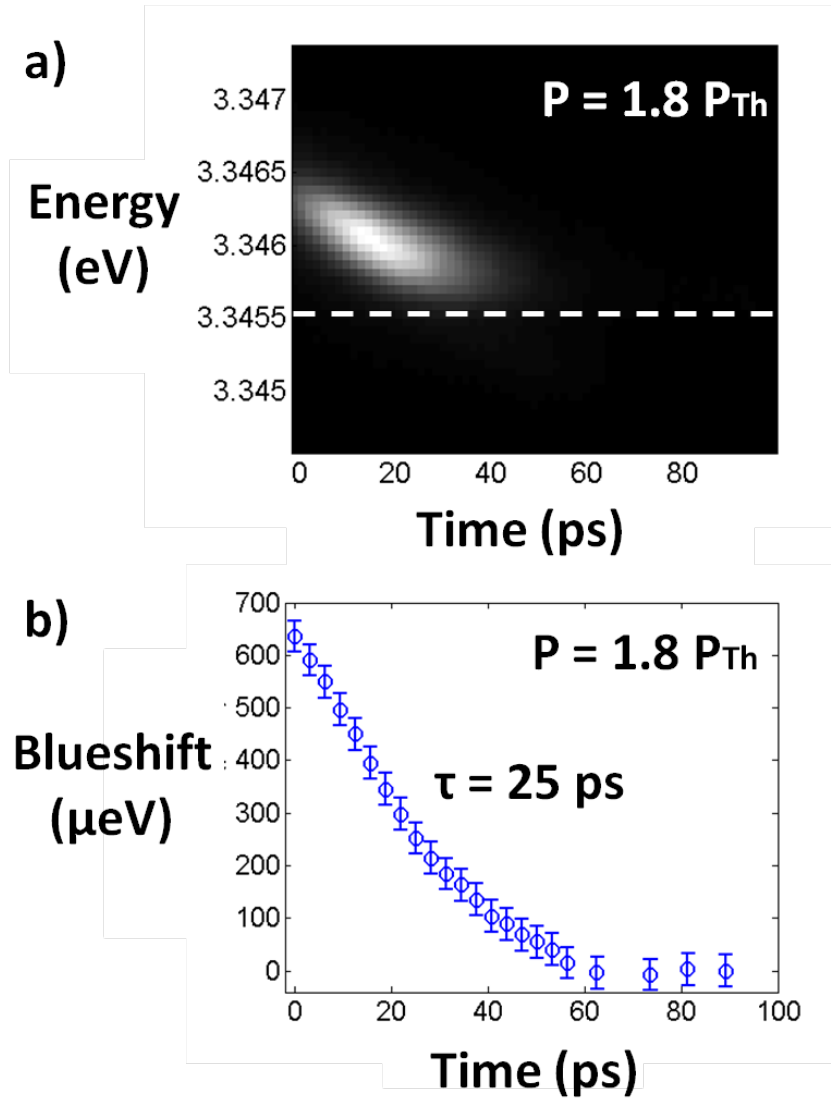 a)
P = 1.8 PTh
3.347
3.3465
Energy
(eV)
3.346
3.3455
3.345
0 20 40 60 80
Time (ps)
b)
700
P = 1.8 PTh
600
500
Blueshift
(μeV)
400
τ = 25 ps
300
200
100
0
0 20 40 60 80 100
Time (ps)